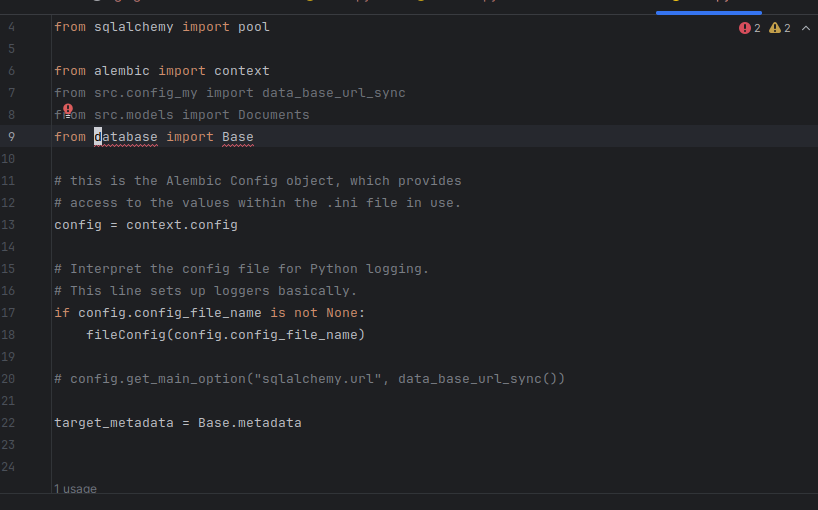 4 from sqlalchemy import pool
2 2
5
6 from alembic import context
7 from src.config_my import data_base_url_sync
8 from src.models import Documents
9 from database import Base
10
11 # this is the Alembic Config object, which provides
12 # access to the values within the .ini file in use.
13 config = context.config
14
15 # Interpret the config file for Python logging.
16 # This line sets up loggers basically.
17 if config.config_file_name is not None:
18 fileConfig(config.config_file_name)
19
20 # config.get_main_option("sqlalchemy.url", data_base_url_sync())
21
22 target_metadata = Base.metadata
23
24
1 usage